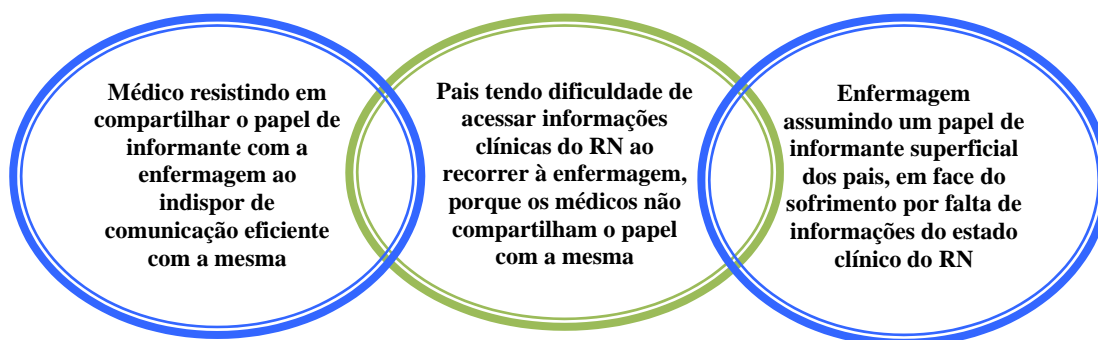 Médico resistindo em
compartilhar o papel de
informante com a
enfermagem ao
indispor de
comunicação eficiente
com a mesma
Pais tendo dificuldade de
acessar informações
clínicas do RN ao
recorrer à enfermagem,
porque os médicos não
compartilham o papel
com a mesma
Enfermagem
assumindo um papel de
informante superficial
dos pais, em face do
sofrimento por falta de
informações do estado
clínico do RN